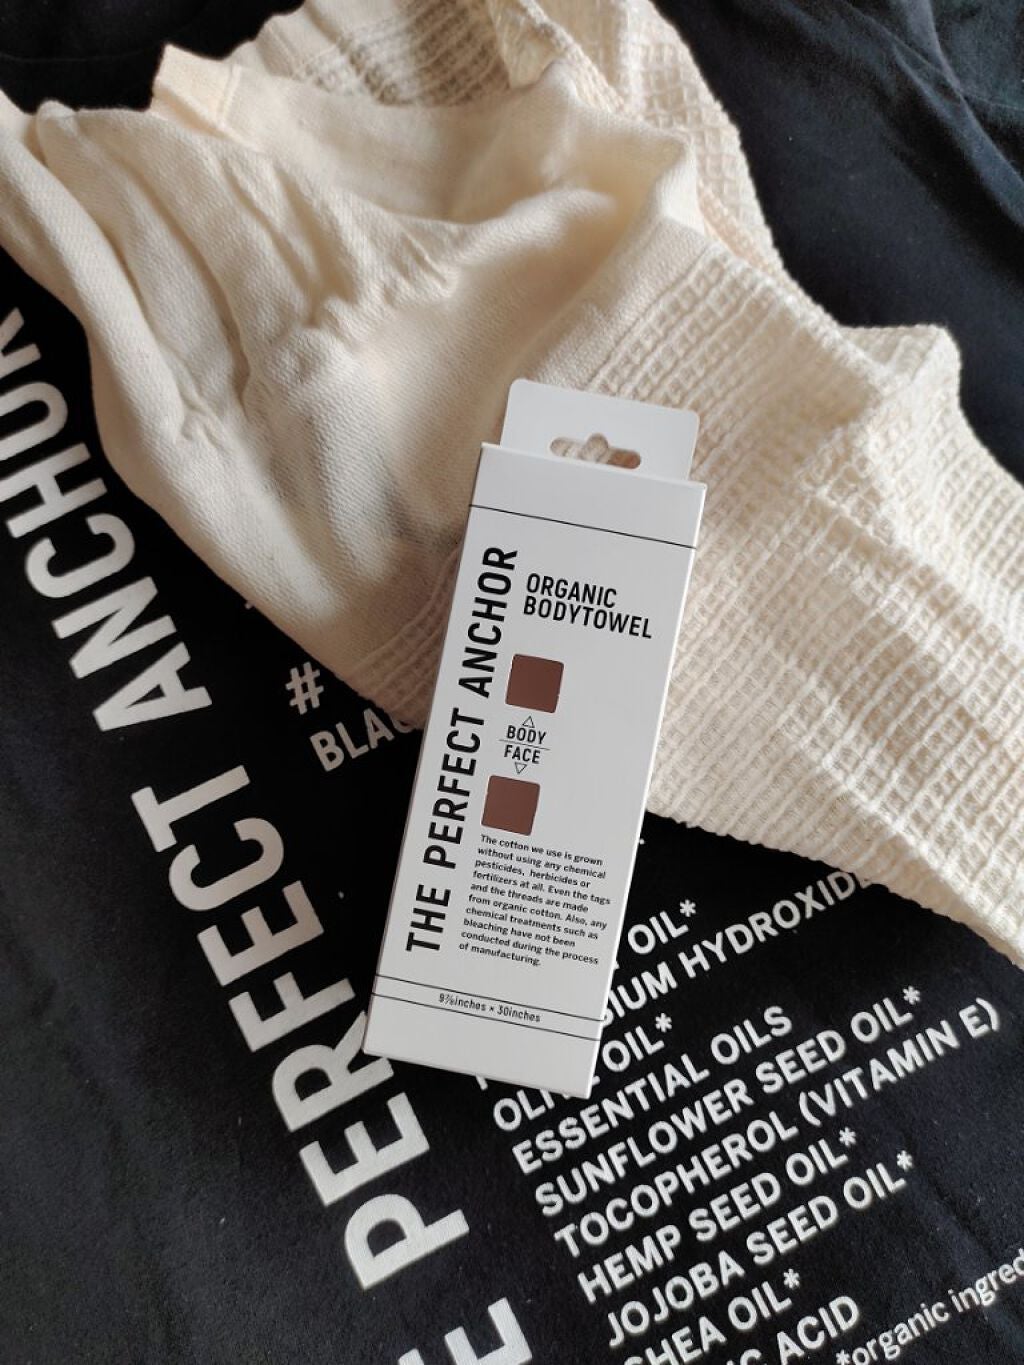 THE PERFECT ANCHOR
ORGANIC
BODYTOWEL
BODY
FACE
The cotton we use is grown
without using any chemical
pesticides, herbicides or
fertilizers at all. Even the tags
and the threads are made
from organic cotton. Also, any
chemical treatments such as
bleaching have not been
conducted during the process
of manufacturing.
9⅞inches × 30inches
PERFECT ANCHOR
#
OIL*
HYDROXIDE
OIL*
ESSENTIAL OILS
SUNFLOWER SEED OIL*
TOCOPHEROL (VITAMIN E)
HEMP SEED OIL*
JOJOBA SEED OIL*
SHEA OIL*
ACID
*organic